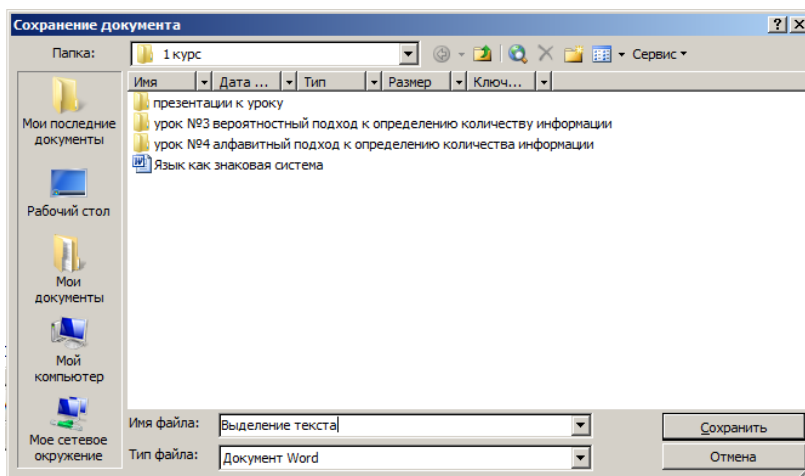 Сохранение документа
Папка: 1 курс Сервис
Имя Дата ... Тип Размер Ключ...
презентации к уроку
урок №3 вероятностный подход к определению количеству информации
урок №4 алфавитный подход к определению количества информации
Язык как знаковая система
Мои последние
документы
Рабочий стол
Мои
документы
Мой
компьютер
Мое сетевое
окружение
Имя файла: Выделение текста Сохранить
Тип файла: Документ Word Отмена